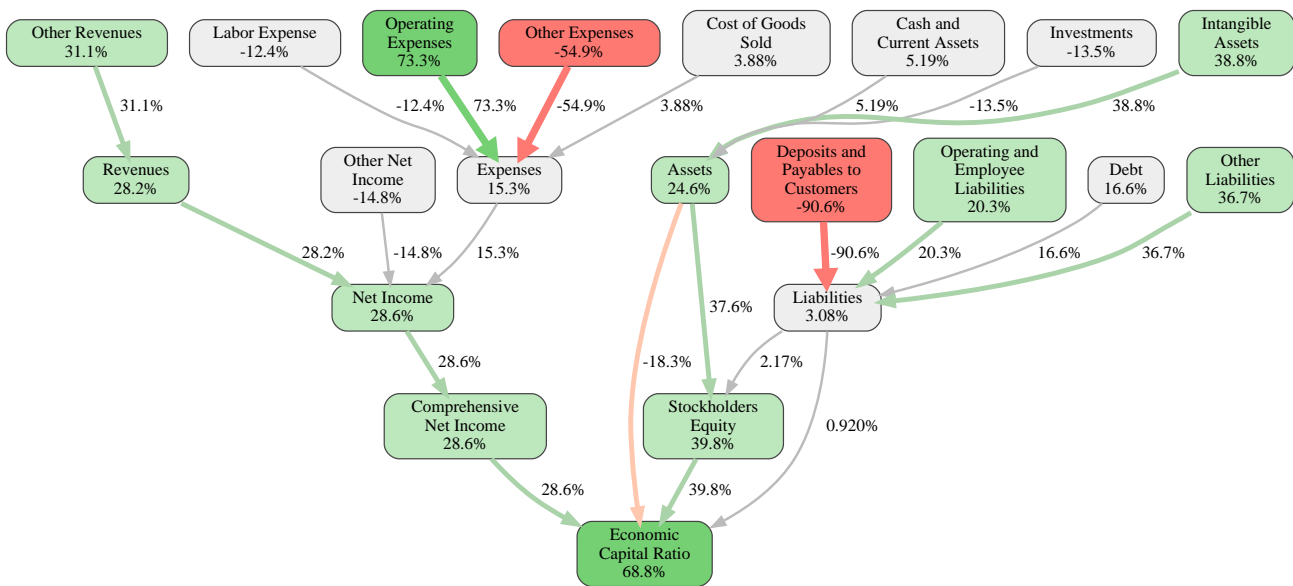 Other Revenues
31.1%
Labor Expense
-12.4%
Operating
Expenses
73.3%
Other Expenses
-54.9%
Cost of Goods
Sold
3.88%
Cash and
Current Assets
5.19%
Investments
-13.5%
Intangible
Assets
38.8%
31.1%
-12.4%
73.3%
-54.9%
3.88%
5.19%
-13.5%
38.8%
Revenues
28.2%
Other Net
Income
-14.8%
Expenses
15.3%
Assets
24.6%
Deposits and
Payables to
Customers
-90.6%
Operating and
Employee
Liabilities
20.3%
Debt
16.6%
Other
Liabilities
36.7%
28.2%
-14.8%
15.3%
-90.6%
20.3%
16.6%
36.7%
Net Income
28.6%
37.6%
Liabilities
3.08%
28.6%
-18.3%
2.17%
Comprehensive
Net Income
28.6%
Stockholders
Equity
39.8%
0.920%
28.6%
39.8%
Economic
Capital Ratio
68.8%